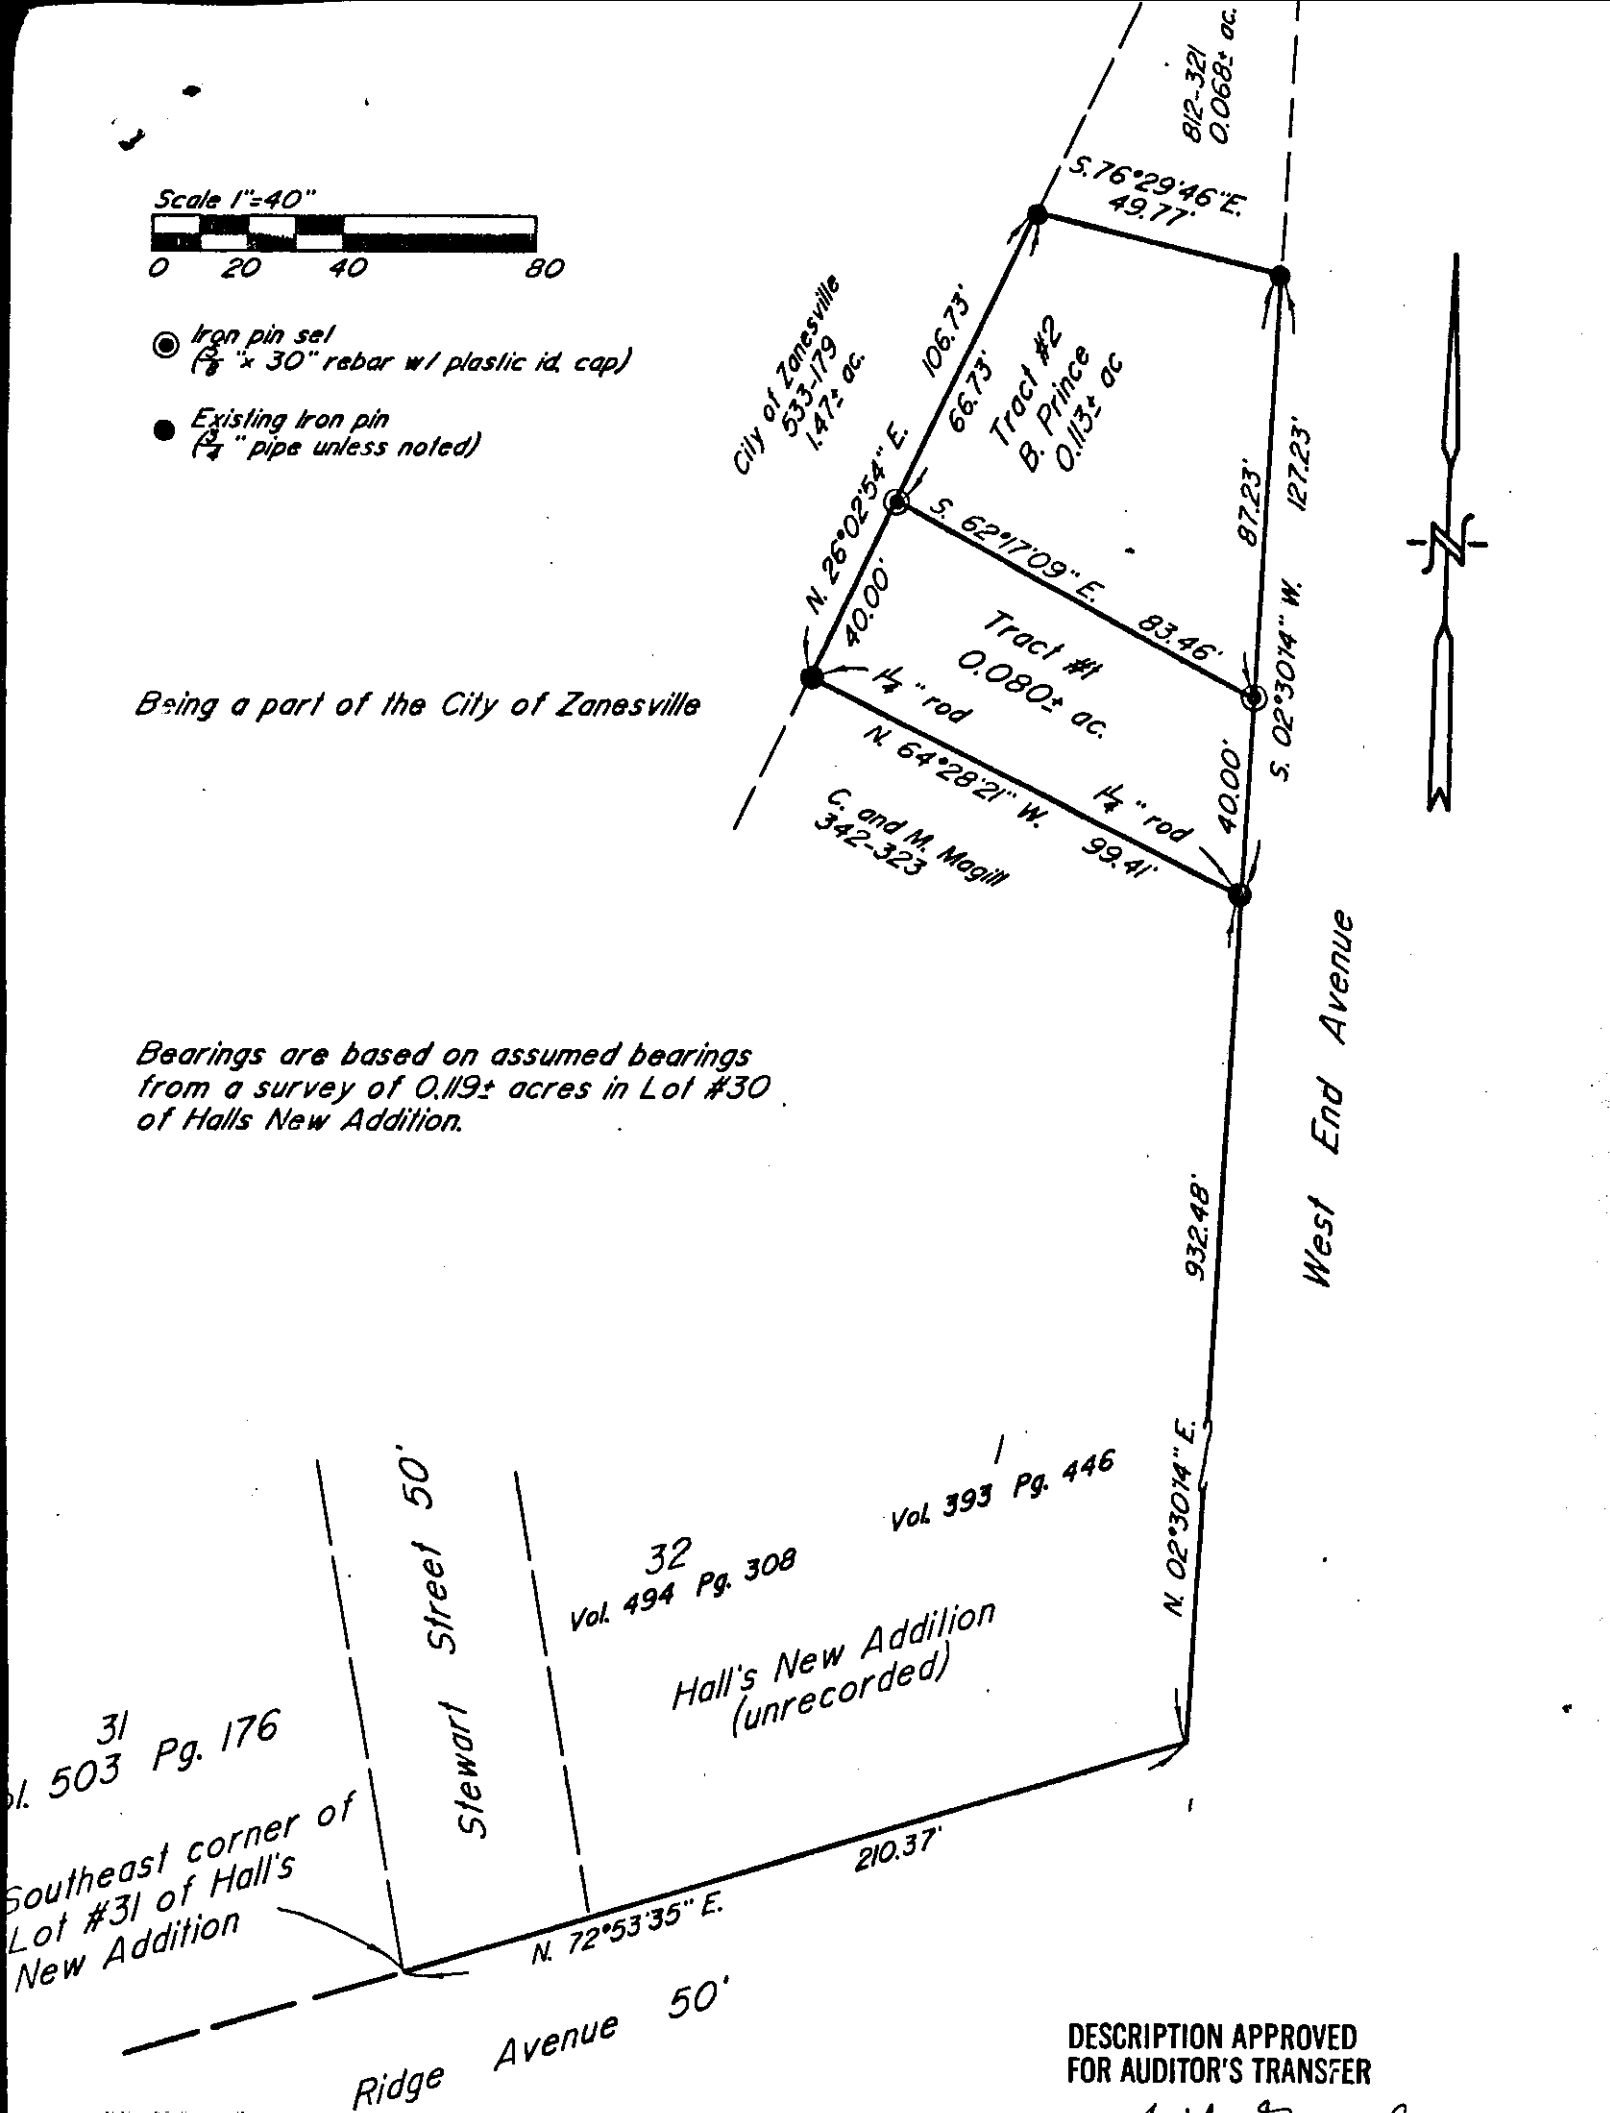 812-321
0.068± ac.
S. 76°29'46" E.
49.77'
Scale 1"=40"
0 20 40 80
Iron pin set
(5/8" x 30" rebar w/ plastic id. cap)
Existing Iron pin
(3/4" pipe unless noted)
City of Zanesville
533-179
1.47± ac.
N. 26°02'54" E.
106.73'
66.73'
40.00'
Tract #2
B. Prince
0.113± ac
87.23'
127.23'
S. 02°30'14" W.
S. 62°17'09" E. 83.46'
Tract #1
0.080± ac.
1/4" rod
N. 64°28'21" W. 99.41'
1/4" rod
40.00'
C. and M. Magill
342-323
N
Being a part of the City of Zanesville
Bearings are based on assumed bearings
from a survey of 0.119± acres in Lot #30
of Halls New Addition.
West End Avenue
932.48'
N. 02°30'14" E.
Stewart Street 50'
1
Vol. 393 Pg. 446
32
Vol. 494 Pg. 308
Hall's New Addition
(unrecorded)
31
ol. 503 Pg. 176
Southeast corner of
Lot #31 of Hall's
New Addition
210.37'
N. 72°53'35" E.
Ridge Avenue 50'
DESCRIPTION APPROVED
FOR AUDITOR'S TRANSFER